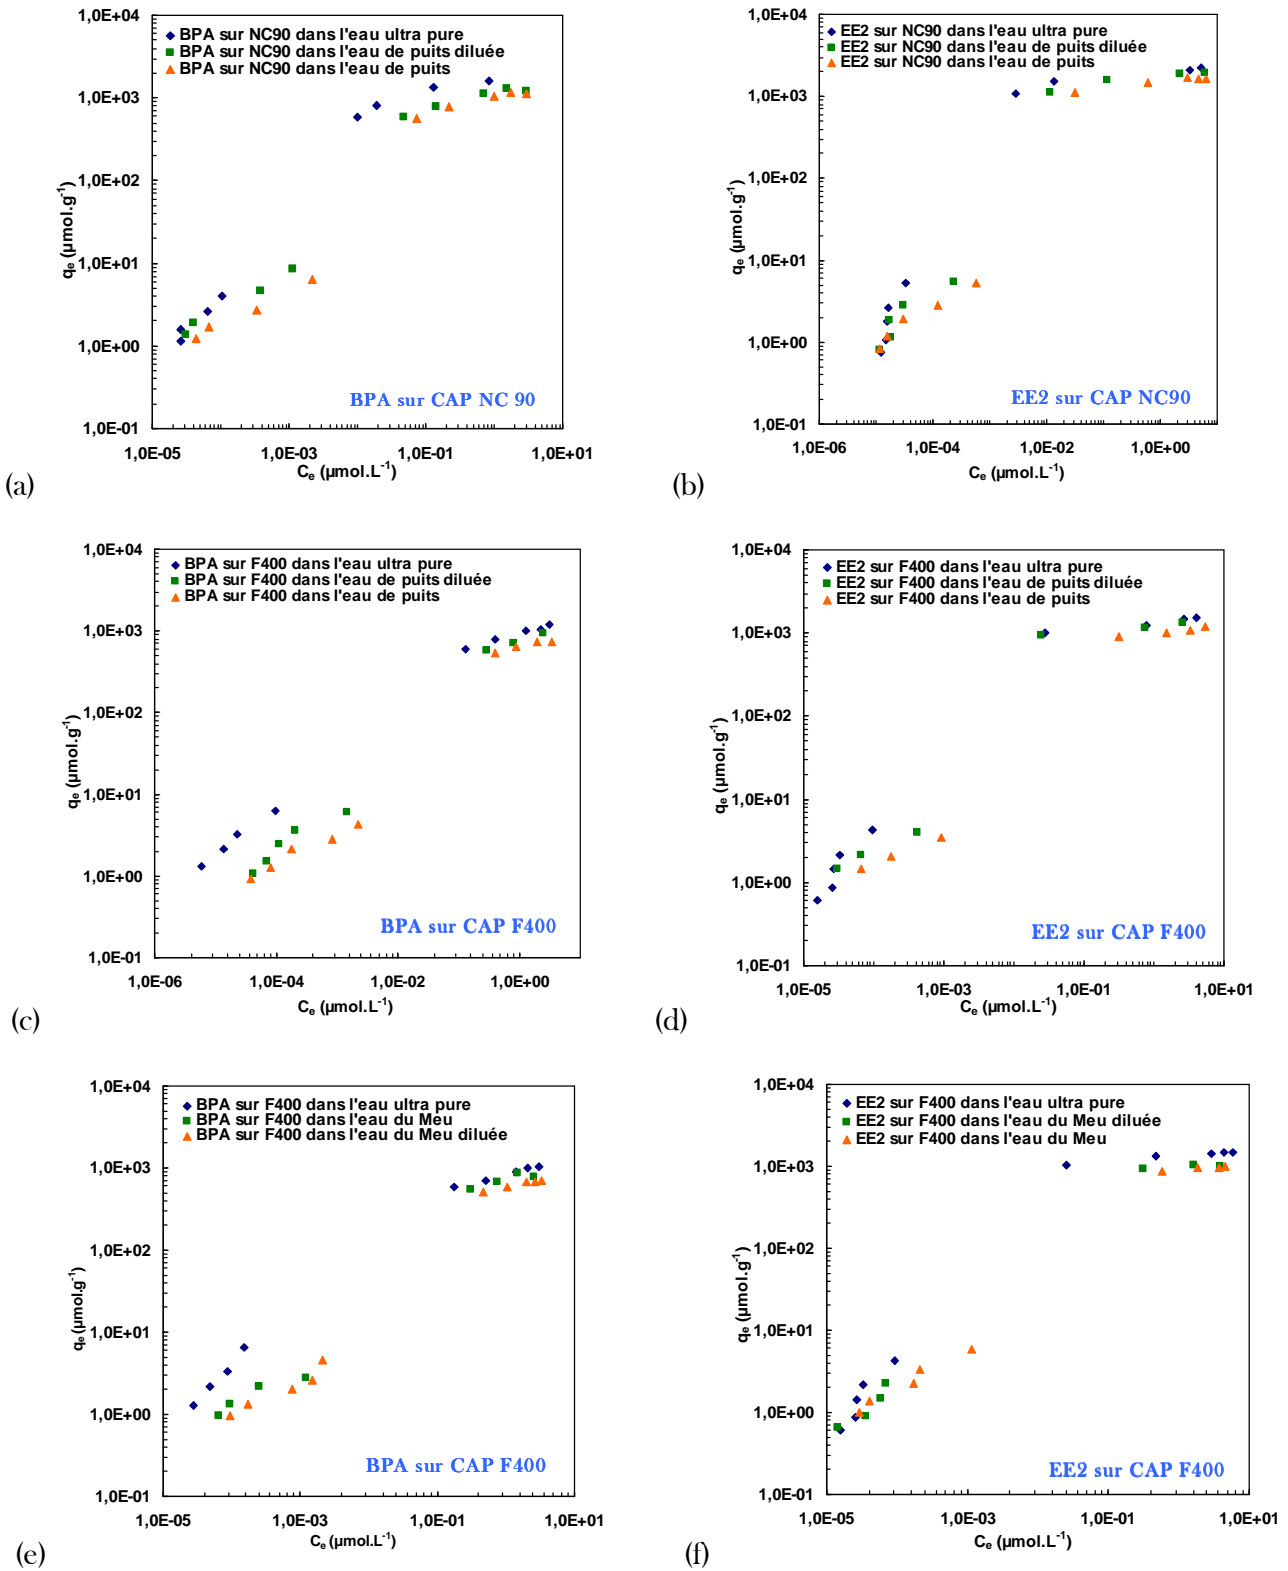 1,0E+04
BPA sur NC90 dans l'eau ultra pure
BPA sur NC90 dans l'eau de puits diluée
BPA sur NC90 dans l'eau de puits
1,0E+03
1,0E+02
1,0E+01
1,0E+00
1,0E-01
qe (µmol.g-1)
BPA sur CAP NC 90
1,0E-05 1,0E-03 1,0E-01 1,0E+01
Ce (µmol.L-1)
(a)
1,0E+04
EE2 sur NC90 dans l'eau ultra pure
EE2 sur NC90 dans l'eau de puits diluée
EE2 sur NC90 dans l'eau de puits
1,0E+03
1,0E+02
1,0E+01
1,0E+00
1,0E-01
qe (µmol.g-1)
EE2 sur CAP NC90
1,0E-06 1,0E-04 1,0E-02 1,0E+00
Ce (µmol.L-1)
(b)
1,0E+04
BPA sur F400 dans l'eau ultra pure
BPA sur F400 dans l'eau de puits diluée
BPA sur F400 dans l'eau de puits
1,0E+03
1,0E+02
1,0E+01
1,0E+00
1,0E-01
qe (µmol.g-1)
BPA sur CAP F400
1,0E-06 1,0E-04 1,0E-02 1,0E+00
Ce (µmol.L-1)
(c)
1,0E+04
EE2 sur F400 dans l'eau ultra pure
EE2 sur F400 dans l'eau de puits diluée
EE2 sur F400 dans l'eau de puits
1,0E+03
1,0E+02
1,0E+01
1,0E+00
1,0E-01
qe (µmol.g-1)
EE2 sur CAP F400
1,0E-05 1,0E-03 1,0E-01 1,0E+01
Ce (µmol.L-1)
(d)
1,0E+04
BPA sur F400 dans l'eau ultra pure
BPA sur F400 dans l'eau du Meu
BPA sur F400 dans l'eau du Meu diluée
1,0E+03
1,0E+02
1,0E+01
1,0E+00
1,0E-01
qe (µmol.g-1)
BPA sur CAP F400
1,0E-05 1,0E-03 1,0E-01 1,0E+01
Ce (µmol.L-1)
(e)
1,0E+04
EE2 sur F400 dans l'eau ultra pure
EE2 sur F400 dans l'eau du Meu diluée
EE2 sur F400 dans l'eau du Meu
1,0E+03
1,0E+02
1,0E+01
1,0E+00
1,0E-01
qe (µmol.g-1)
EE2 sur CAP F400
1,0E-05 1,0E-03 1,0E-01 1,0E+01
Ce (µmol.L-1)
(f)